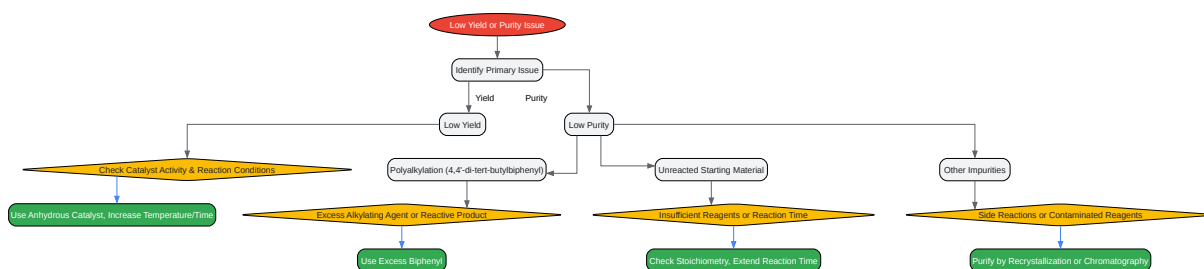 Low Yield or Purity Issue
Identify Primary Issue
Yield
Purity
Low Yield
Low Purity
Check Catalyst Activity & Reaction Conditions
Polyalkylation (4,4'-di-tert-butylbiphenyl)
Unreacted Starting Material
Other Impurities
Use Anhydrous Catalyst, Increase Temperature/Time
Excess Alkylating Agent or Reactive Product
Insufficient Reagents or Reaction Time
Side Reactions or Contaminated Reagents
Use Excess Biphenyl
Check Stoichiometry, Extend Reaction Time
Purify by Recrystallization or Chromatography